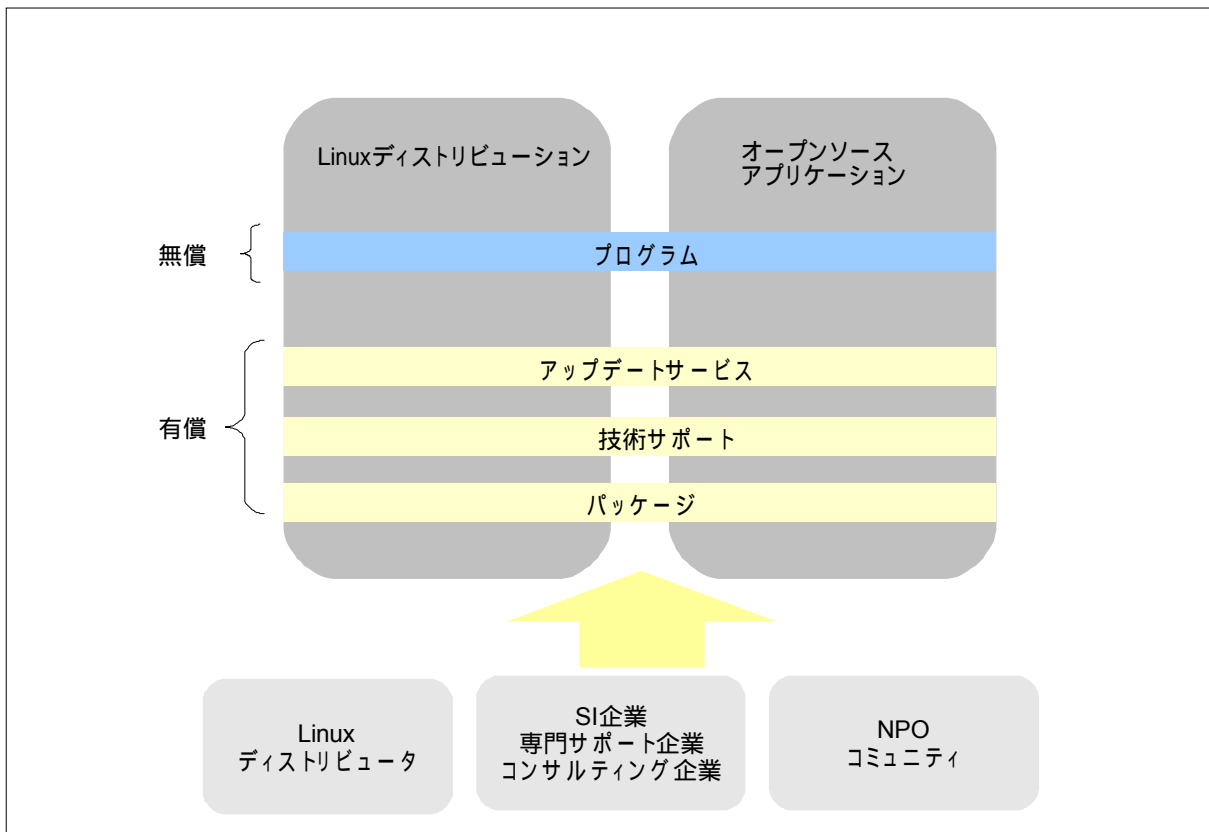 Linuxディストリビューション
オープンソース
アプリケーション
無償
プログラム
アップデートサービス
有償
技術サポート
パッケージ
Linux
ディストリビュータ
SI企業
専門サポート企業
コンサルティング企業
NPO
コミュニティ